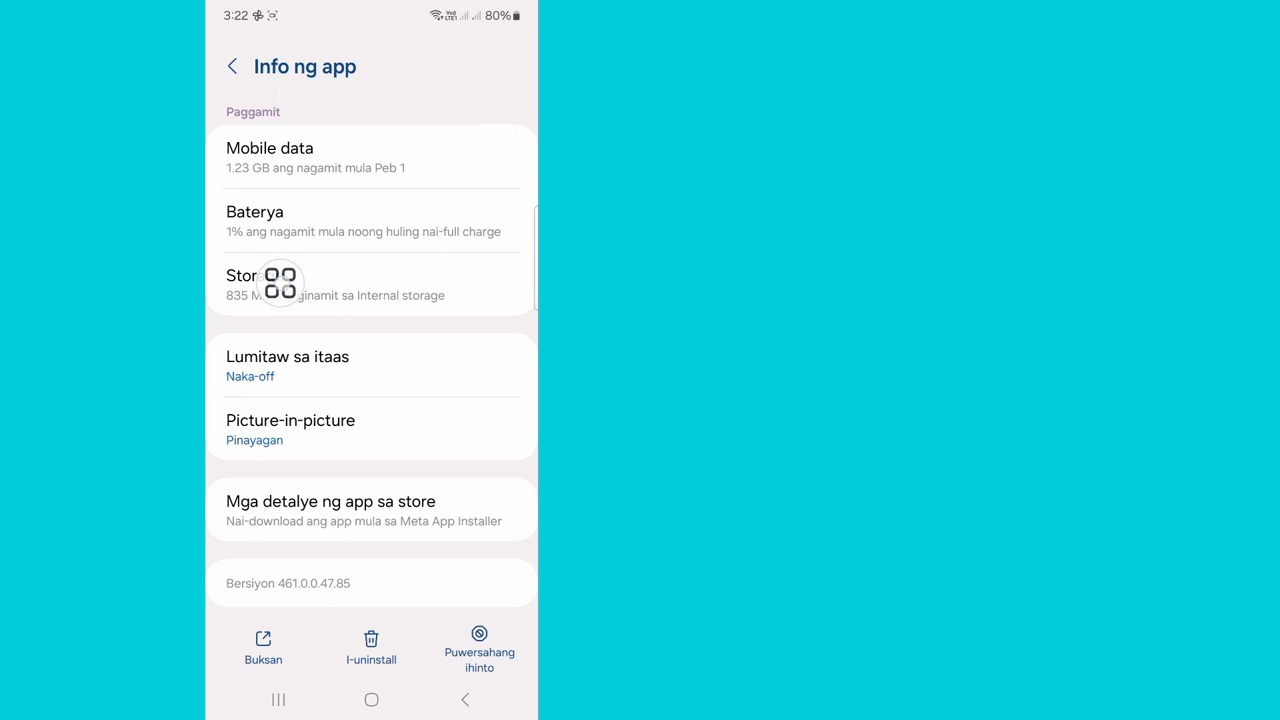 3:22 80%
Info ng app
Paggamit
Mobile data
1.23 GB ang nagamit mula Peb 1
Baterya
1% ang nagamit mula noong huling nai-full charge
835 sa Internal storage
Lumitaw sa itaas
Naka-off
Picture-in-picture
Pinayagan
Mga detalye ng app sa store
Nai-download ang app mula sa Meta App Installer
Bersiyon 461.0.0.47.85
Buksan
I-uninstall
Puwersahang
ihinto